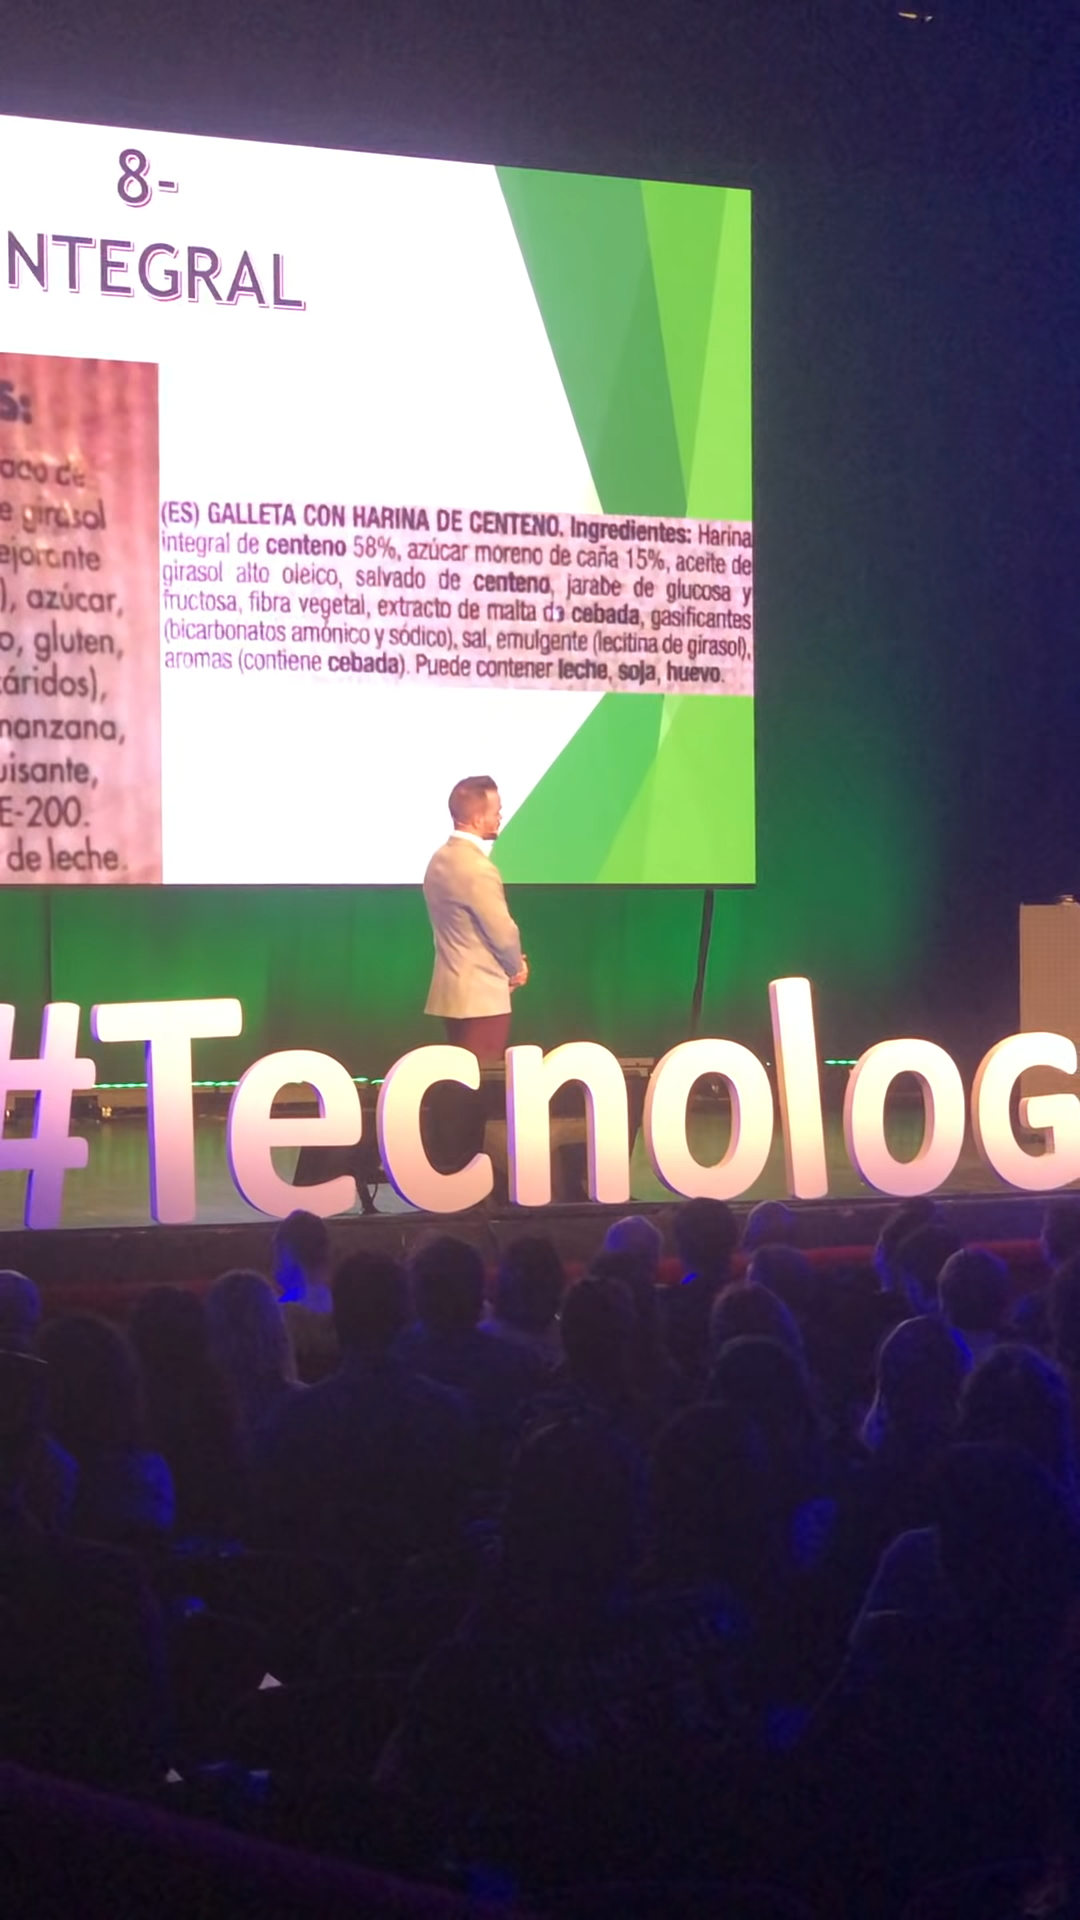 8-
NTEGRAL
S:
aco de
e girasol
ejorante
), azúcar,
o, gluten,
cáridos),
manzana,
uisante,
E-200.
de leche.
(ES) GALLETA CON HARINA DE CENTENO. Ingredientes: Harina
integral de centeno 58%, azúcar moreno de caña 15%, aceite de
girasol alto oleico, salvado de centeno, jarabe de glucosa y
fructosa, fibra vegetal, extracto de malta de cebada, gasificantes
(bicarbonatos amónico y sódico), sal, emulgente (lecitina de girasol),
aromas (contiene cebada). Puede contener leche, soja, huevo.
#TecnoloG